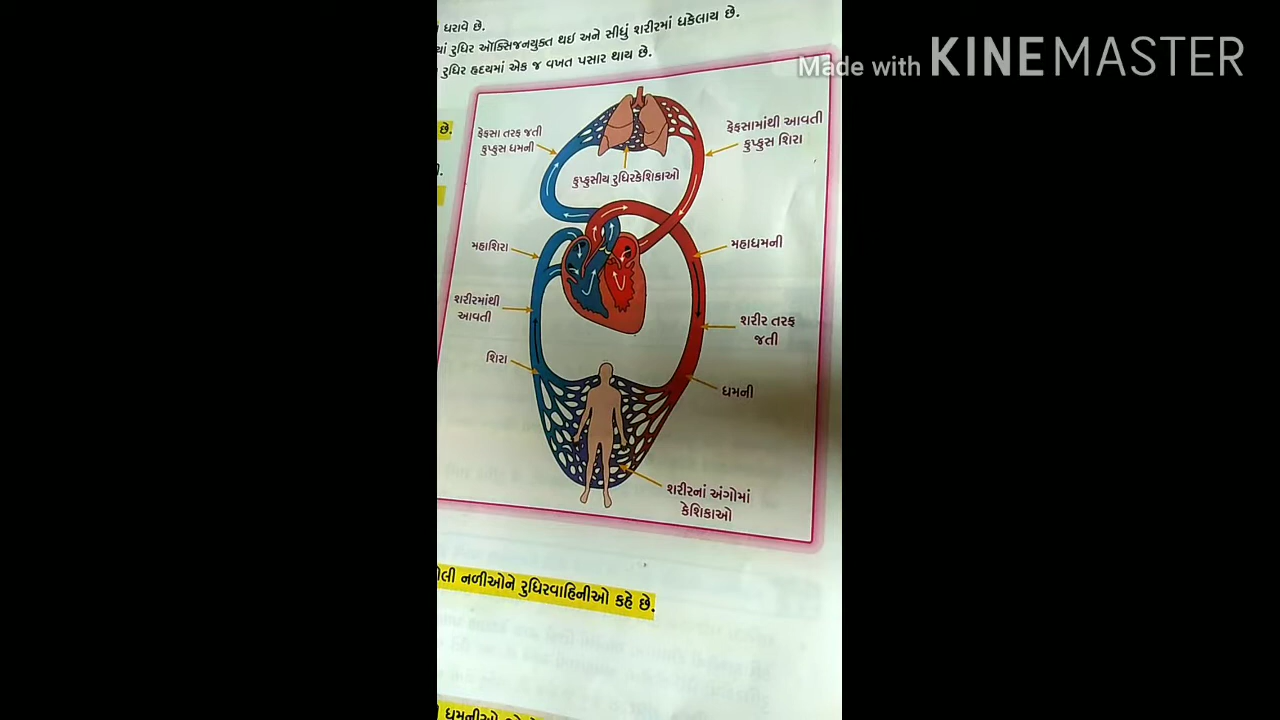 ધરાવે છે.
રુધિર ઑક્સિજનયુક્ત થઈ અને સીધું શરીરમાં ધકેલાય છે.
રુધિર હૃદયમાં એક જ વખત પસાર થાય છે.
Made with KINEMASTER
છે.
ફેફસા તરફ જતી
ફુપ્ફુસ ધમની
ફેફસામાંથી આવતી
ફુપ્ફુસ શિરા
ફુપ્ફુસીય રુધિરકેશિકાઓ
મહાશિરા
મહાધમની
શરીરમાંથી
આવતી
શરીર તરફ
જતી
શિરા
ધમની
શરીરનાં અંગોમાં
કેશિકાઓ
નળીઓને રુધિરવાહિનીઓ કહે છે.
ધમનીઓ